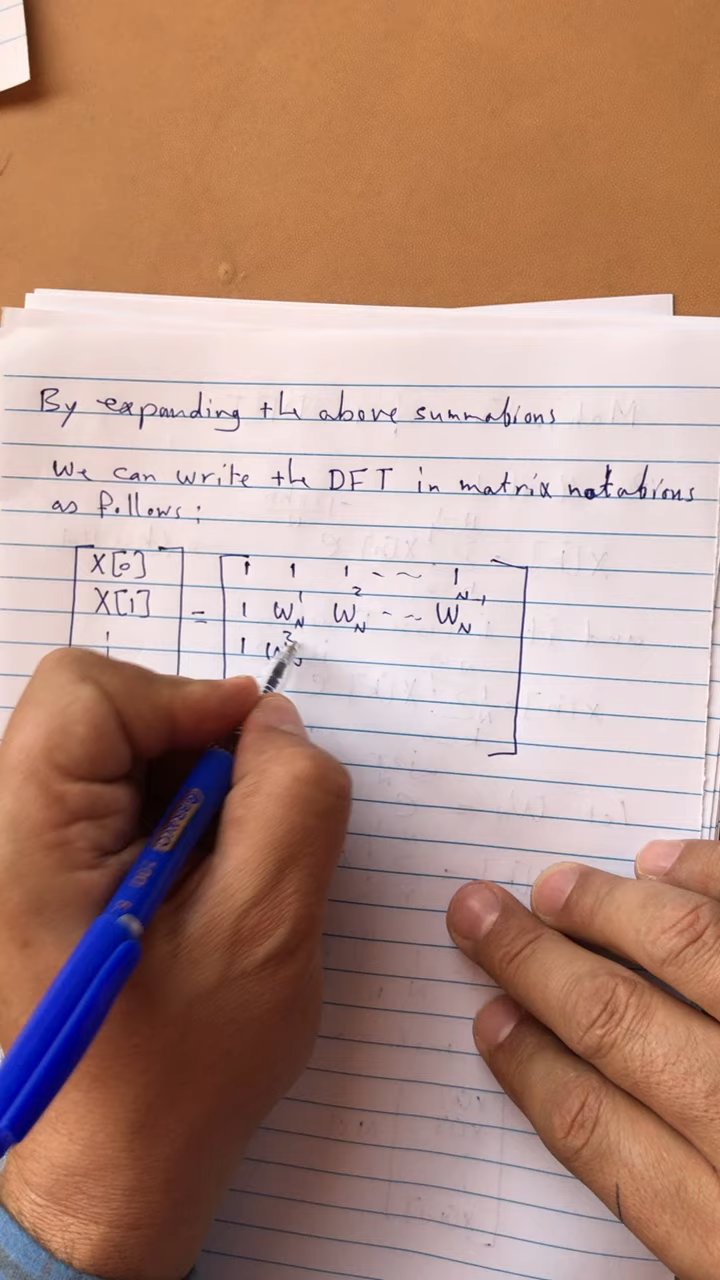 By expanding the above summations
We can write the DFT in matrix notations
as follows:
X[0] 1 1 1 -~ 1
X[1] = 1 W_N^1 W_N^2 -~ W_N^N-1
1 W_N^2